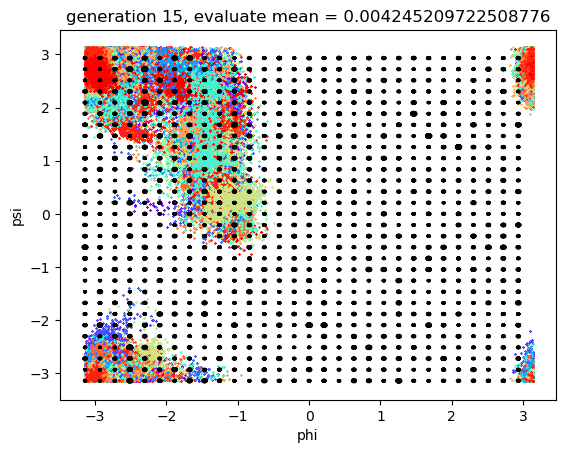 generation 15, evaluate mean = 0.004245209722508776
3
2
1
0
−1
−2
−3
psi
−3 −2 −1 0 1 2 3
phi